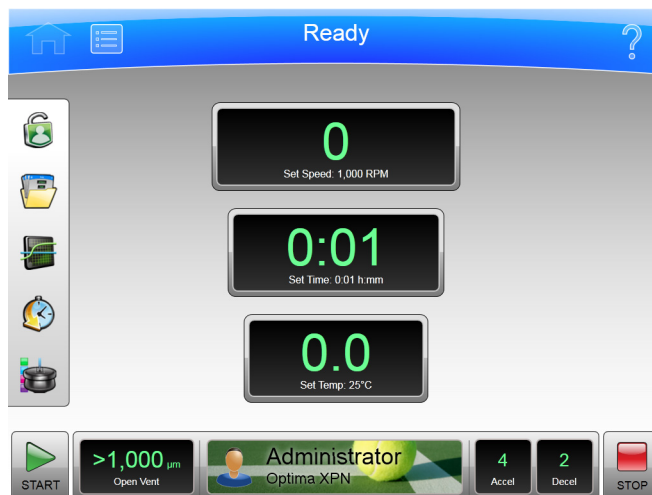 Ready
?
0
Set Speed: 1,000 RPM
0:01
Set Time: 0:01 h:mm
0.0
Set Temp: 25°C
START
>1,000 µm
Open Vent
Administrator
Optima XPN
4
Accel
2
Decel
STOP